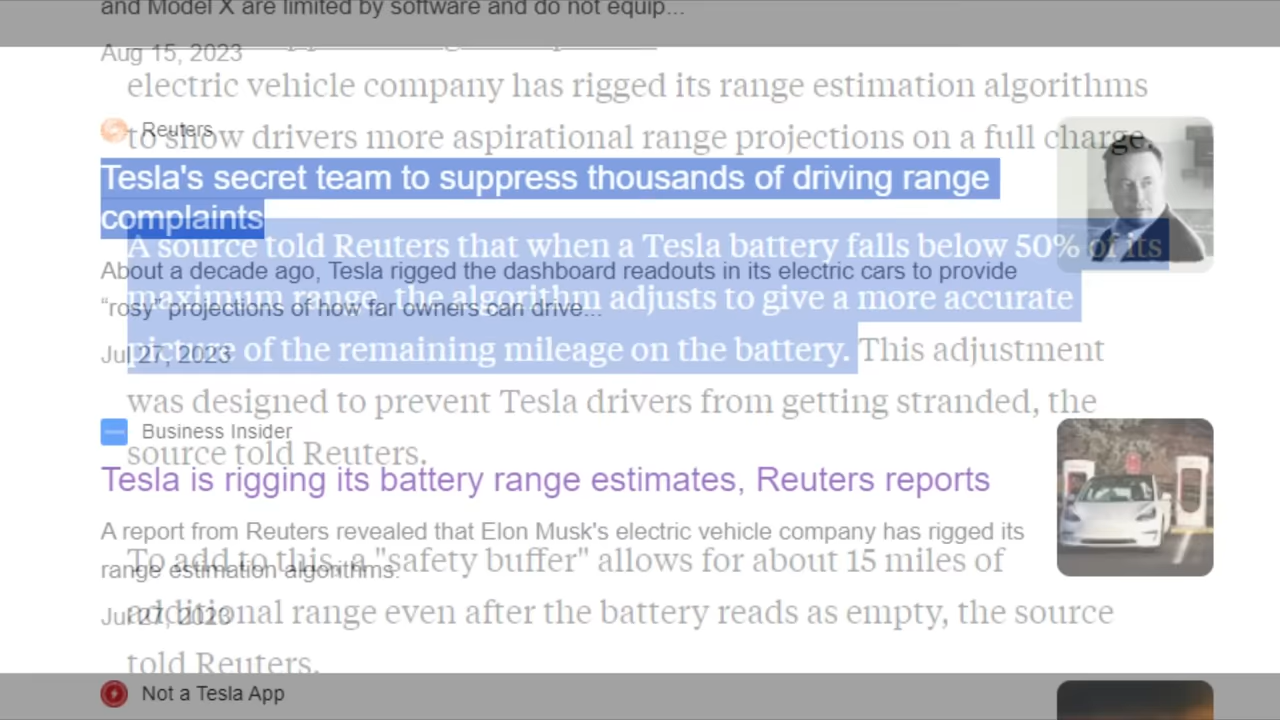 and Model X are limited by software and do not equip...
Aug 15, 2023
electric vehicle company has rigged its range estimation algorithms
Reuters
to show drivers more aspirational range projections on a full charge.
Tesla's secret team to suppress thousands of driving range
complaints
A source told Reuters that when a Tesla battery falls below 50% of its
About a decade ago, Tesla rigged the dashboard readouts in its electric cars to provide
maximum range, the algorithm adjusts to give a more accurate
“rosy” projections of how far owners can drive...
picture of the remaining mileage on the battery. This adjustment
Jul 27, 2023
was designed to prevent Tesla drivers from getting stranded, the
Business Insider
source told Reuters.
Tesla is rigging its battery range estimates, Reuters reports
A report from Reuters revealed that Elon Musk's electric vehicle company has rigged its
To add to this, a "safety buffer" allows for about 15 miles of
range estimation algorithms.
additional range even after the battery reads as empty, the source
Jul 27, 2023
told Reuters.
Not a Tesla App